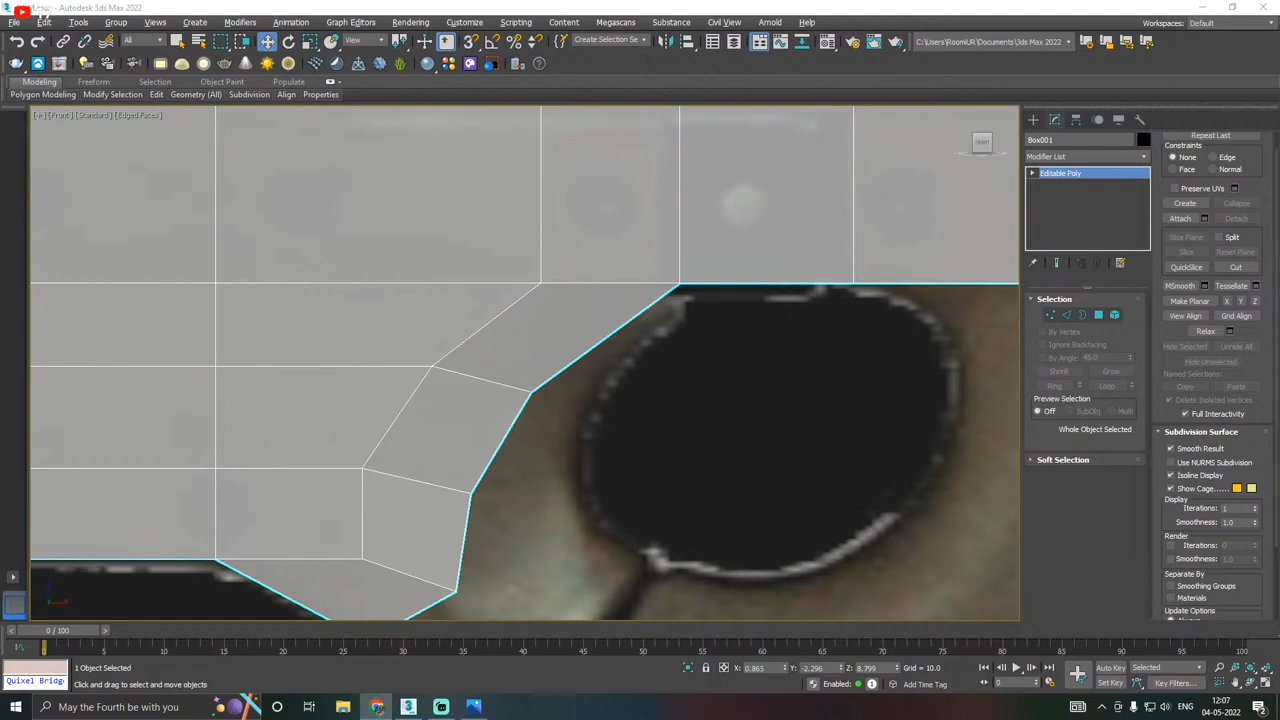 Autodesk 3ds Max 2022
File Edit Tools Group Views Create Modifiers Animation Graph Editors Rendering Customize Scripting Content Megascans Substance Civil View Arnold Help
Workspaces: Default
All View Create Selection Se C:\Users\RoomUR\Documents\3ds Max 2022
Modeling Freeform Selection Object Paint Populate
Polygon Modeling Modify Selection Edit Geometry (All) Subdivision Align Properties
[+] [Front] [Standard] [Edged Faces]
FRONT
Box001
Modifier List
Editable Poly
Selection
By Vertex
Ignore Backfacing
By Angle: 45.0
Shrink Grow
Ring Loop
Preview Selection
Off SubObj Multi
Whole Object Selected
Soft Selection
Repeat Last
Constraints
None Edge
Face Normal
Preserve UVs
Create Collapse
Attach Detach
Slice Plane Split
Slice Reset Plane
QuickSlice Cut
MSmooth Tessellate
Make Planar X Y Z
View Align Grid Align
Relax
Hide Selected Unhide All
Hide Unselected
Named Selections:
Copy Paste
Delete Isolated Vertices
Full Interactivity
Subdivision Surface
Smooth Result
Use NURMS Subdivision
Isoline Display
Show Cage......
Display
Iterations: 1
Smoothness: 1.0
Render
Iterations: 0
Smoothness: 1.0
Separate By
Smoothing Groups
Materials
Update Options
0 / 100
0 5 10 15 20 25 30 35 40 45 50 55 60 65 70 75 80 85 90 95 100
1 Object Selected X: 0.865 Y: -2.296 Z: 8.799 Grid = 10.0 Auto Key Selected
Quixel Bridg Click and drag to select and move objects Enabled: Add Time Tag 0 Set Key Key Filters...
May the Fourth be with you
ENG
12:07
04-05-2022
2